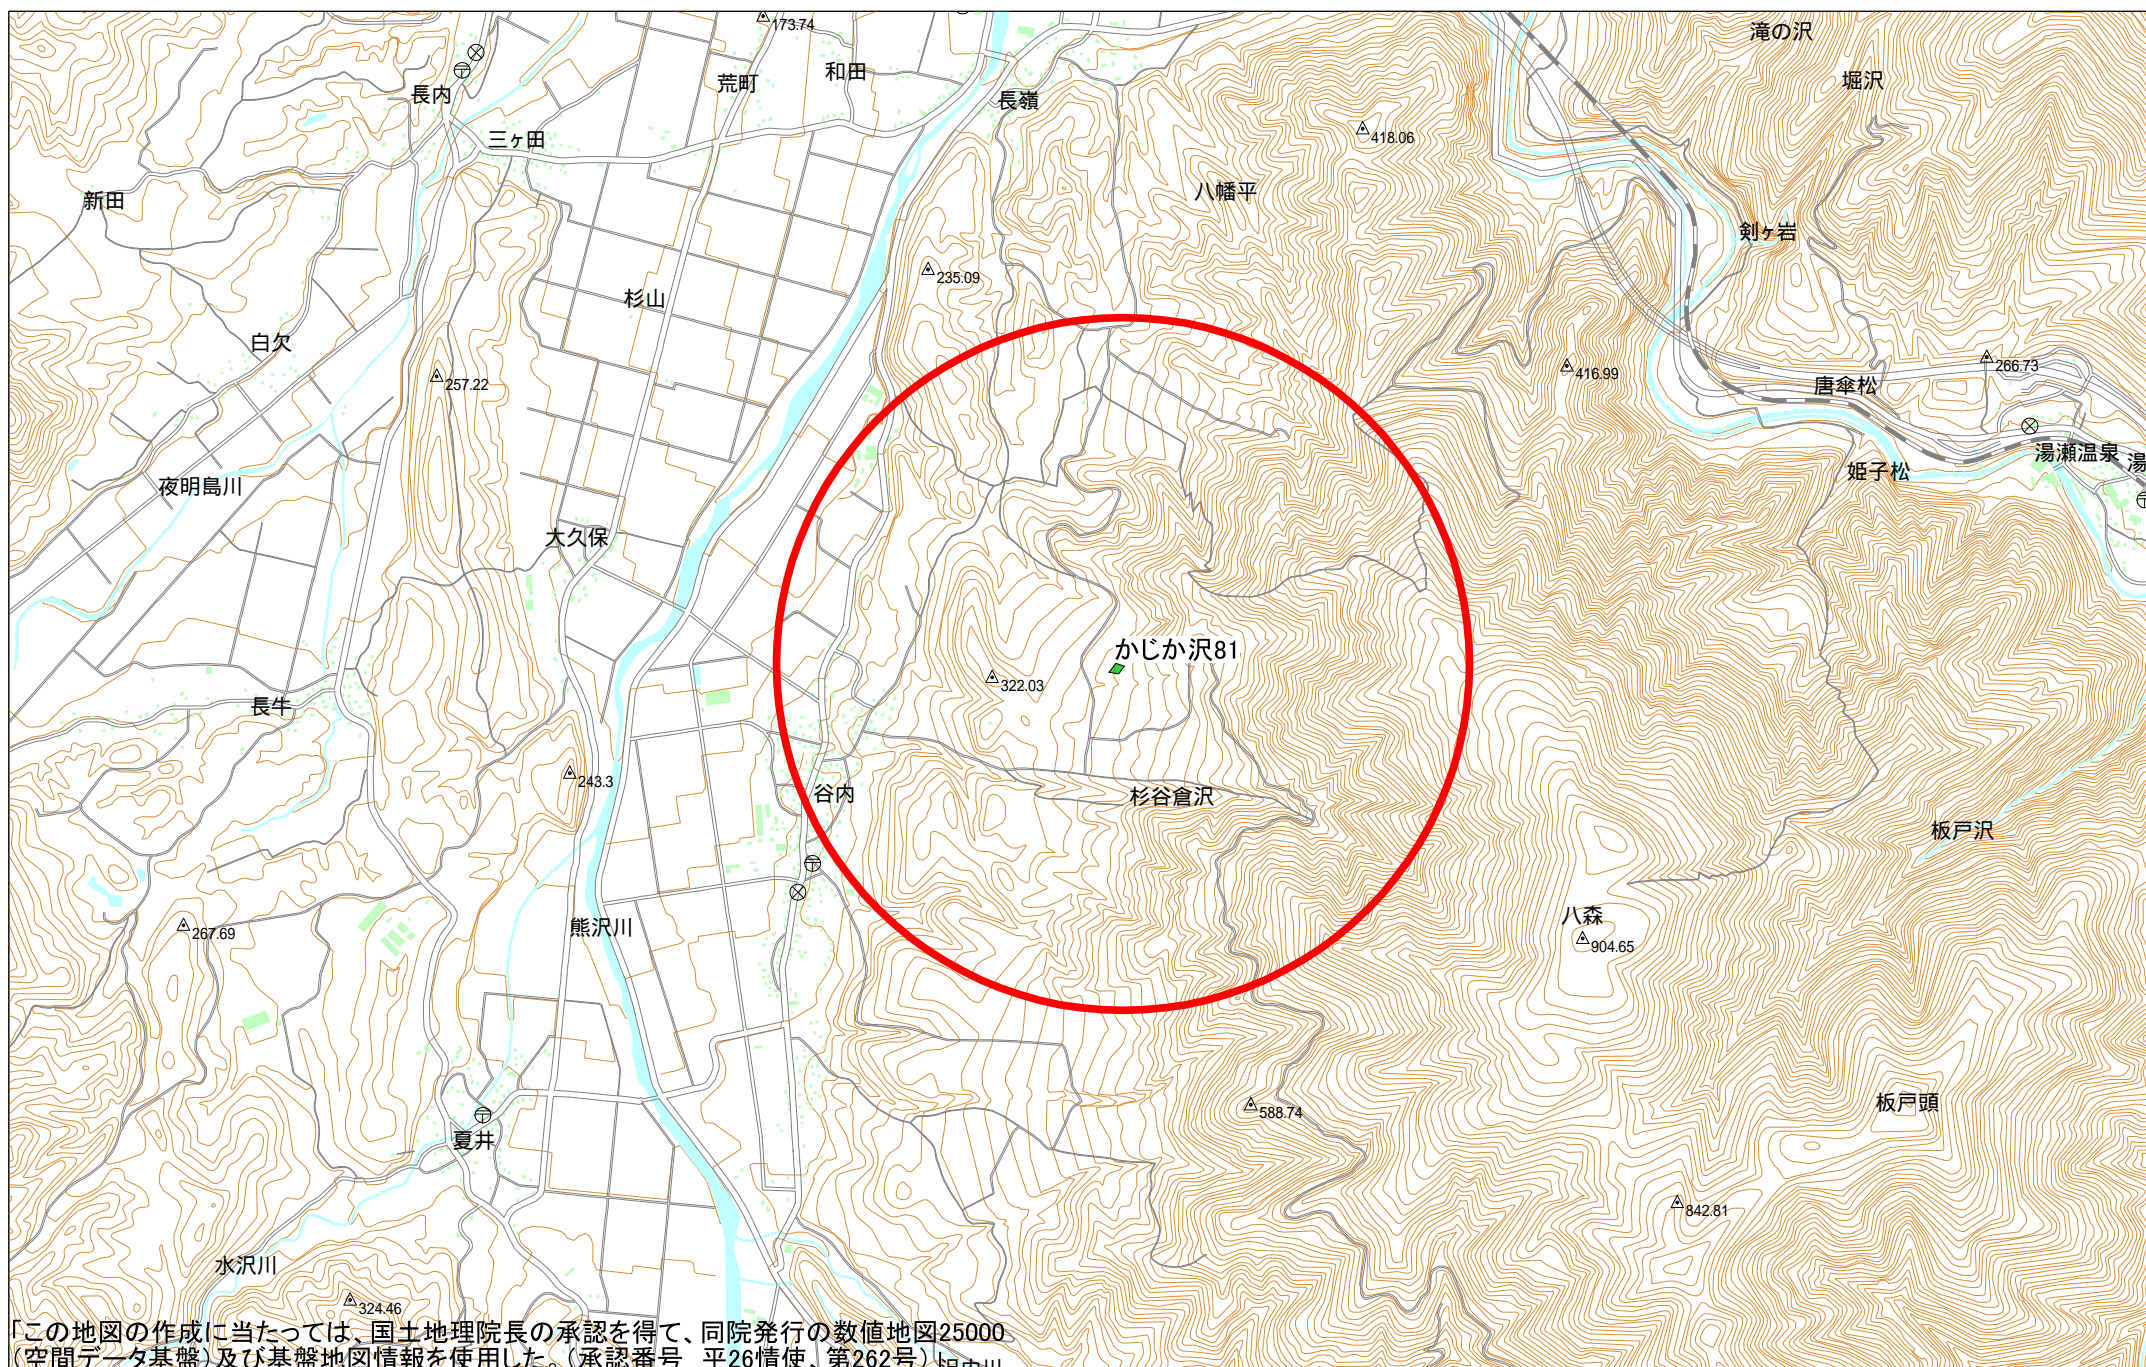 173.74
滝の沢
和田
荒町
堀沢
長内
長嶺
418.06
三ヶ田
八幡平
新田
剣ヶ岩
235.09
杉山
白欠
266.73
416.99
257.22
唐傘松
湯瀬温泉
湯
姫子松
夜明島川
大久保
かじか沢81
322.03
長牛
243.3
谷内
杉谷倉沢
板戸沢
八森
267.69
熊沢川
904.65
板戸頭
588.74
夏井
842.81
水沢川
324.46
「この地図の作成に当たっては、国土地理院長の承認を得て、同院発行の数値地図25000
(空間データ基盤)及び基盤地図情報を使用した。(承認番号 平26情使、第262号)」